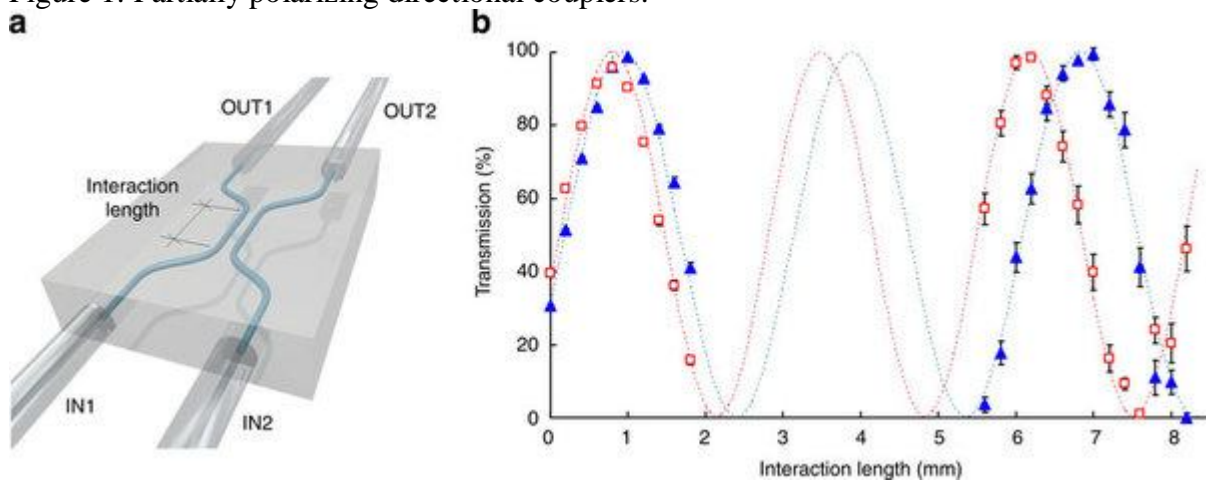 Figure 1: Partially polarizing directional couplers.
a
OUT1
OUT2
Interaction
length
IN1
IN2
b
Transmission (%)
100
80
60
40
20
0
0 1 2 3 4 5 6 7 8
Interaction length (mm)